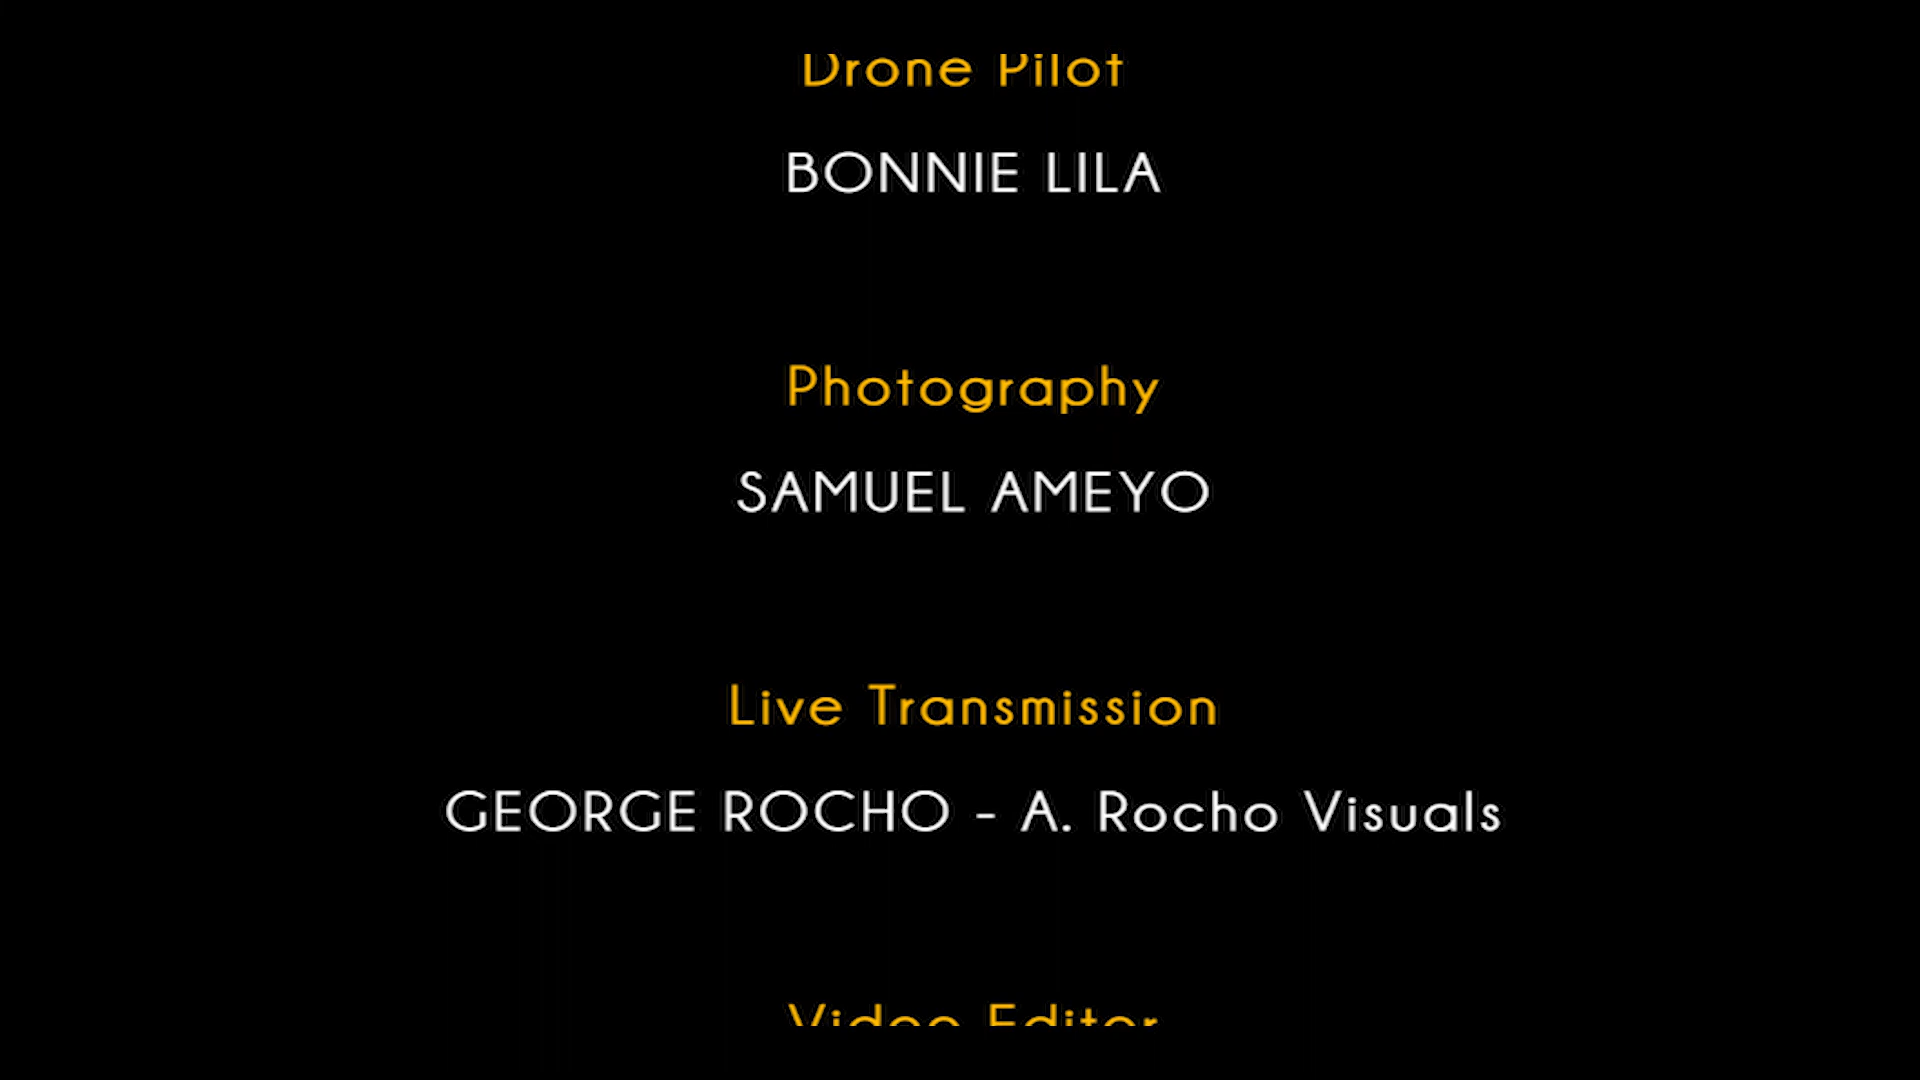 Drone Pilot
BONNIE LILA
Photography
SAMUEL AMEYO
Live Transmission
GEORGE ROCHO - A. Rocho Visuals
Video Editor